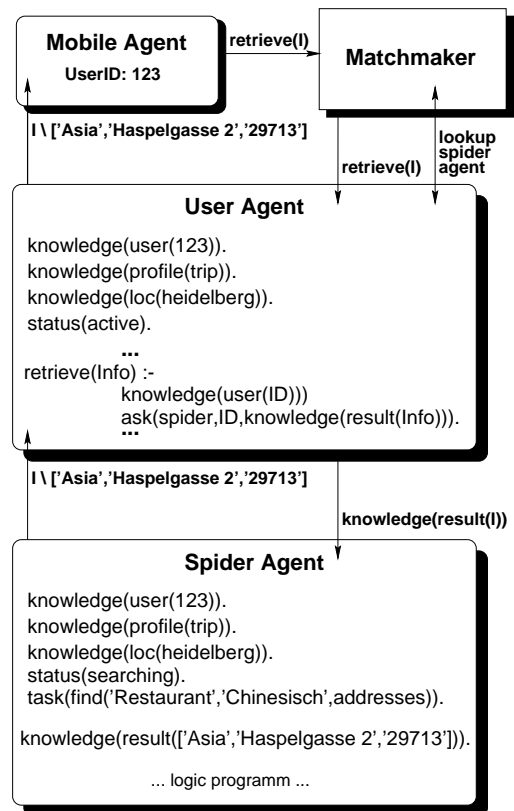 Mobile Agent
UserID: 123
retrieve(I)
Matchmaker
I \ ['Asia','Haspelgasse 2','29713']
retrieve(I)
lookup
spider
agent
User Agent
knowledge(user(123)).
knowledge(profile(trip)).
knowledge(loc(heidelberg)).
status(active).
...
retrieve(Info) :-
knowledge(user(ID)))
ask(spider,ID,knowledge(result(Info))).
...
I \ ['Asia','Haspelgasse 2','29713']
knowledge(result(I))
Spider Agent
knowledge(user(123)).
knowledge(profile(trip)).
knowledge(loc(heidelberg)).
status(searching).
task(find('Restaurant','Chinesisch',addresses)).
knowledge(result(['Asia','Haspelgasse 2','29713'])).
... logic programm ...